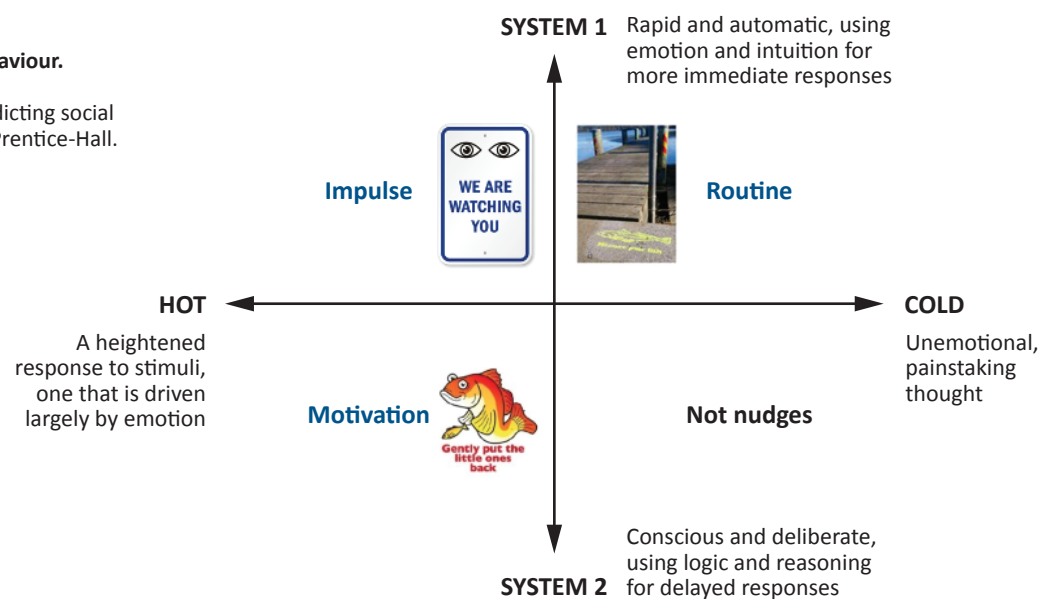 aviour.
dicting social
Prentice-Hall.
SYSTEM 1
Rapid and automatic, using
emotion and intuition for
more immediate responses
Impulse
WE ARE
WATCHING
YOU
Routine
HOT
A heightened
response to stimuli,
one that is driven
largely by emotion
COLD
Unemotional,
painstaking
thought
Motivation
Gently put the
little ones
back
Not nudges
SYSTEM 2
Conscious and deliberate,
using logic and reasoning
for delayed responses